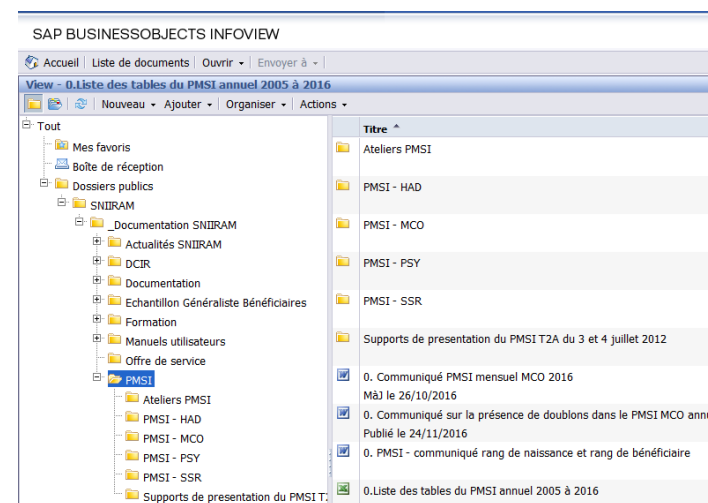 SAP BUSINESSOBJECTS INFOVIEW
Accueil Liste de documents Ouvrir Envoyer à
View - 0.Liste des tables du PMSI annuel 2005 à 2016
Nouveau Ajouter Organiser Actions
Tout
Mes favoris
Boîte de réception
Dossiers publics
SNIIRAM
_Documentation SNIIRAM
Actualités SNIIRAM
DCIR
Documentation
Echantillon Généraliste Bénéficiaires
Formation
Manuels utilisateurs
Offre de service
PMSI
Ateliers PMSI
PMSI - HAD
PMSI - MCO
PMSI - PSY
PMSI - SSR
Supports de presentation du PMSI
Titre
Ateliers PMSI
PMSI - HAD
PMSI - MCO
PMSI - PSY
PMSI - SSR
Supports de presentation du PMSI T2A du 3 et 4 juillet 2012
0. Communiqué PMSI mensuel MCO 2016
MàJ le 26/10/2016
0. Communiqué sur la présence de doublons dans le PMSI MCO
Publié le 24/11/2016
0. PMSI - communiqué rang de naissance et rang de bénéficiaire
0.Liste des tables du PMSI annuel 2005 à 2016